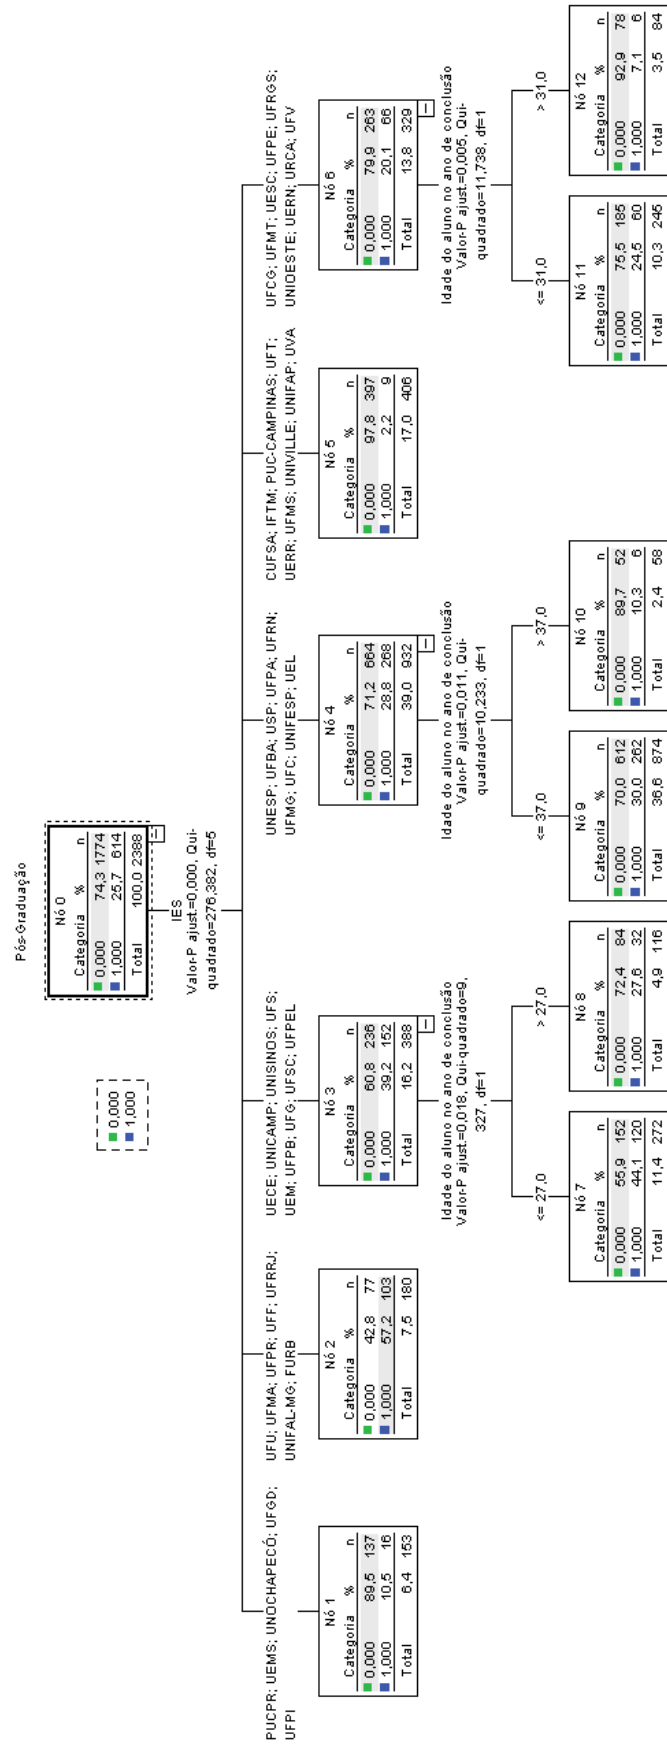 Pós-Graduação
0,000
1,000
Nó 0
Categoria % n
0,000 74,3 1774
1,000 25,7 614
Total 100,0 2388
IES
Valor-P ajust.=0,000, Qui-
quadrado=276,382, df=5
PUCPR; UEMS; UNOCHAPECÓ; UFGD;
UFPI
Nó 1
Categoria % n
0,000 89,5 137
1,000 10,5 16
Total 6,4 153
UFU; UFMA; UFPR; UFF; UFRRJ;
UNIFAL-MG; FURB
Nó 2
Categoria % n
0,000 42,8 77
1,000 57,2 103
Total 7,5 180
UECE; UNICAMP; UNISINOS; UFS;
UEM; UFPB; UFG; UFSC; UFPEL
Nó 3
Categoria % n
0,000 60,8 236
1,000 39,2 152
Total 16,2 388
Idade do aluno no ano de conclusão
Valor-P ajust.=0,018, Qui-quadrado=9,
327, df=1
UNESP; UFBA; USP; UFPA; UFRN;
UFMG; UFC; UNIFESP; UEL
Nó 4
Categoria % n
0,000 71,2 664
1,000 28,8 268
Total 39,0 932
Idade do aluno no ano de conclusão
Valor-P ajust.=0,011, Qui-
quadrado=10,233, df=1
CUFSA; IFTM; PUC-CAMPINAS; UFT;
UERR; UFMS; UNIVILLE; UNIFAP; UVA
Nó 5
Categoria % n
0,000 97,8 397
1,000 2,2 9
Total 17,0 406
UFCG; UFMT; UESC; UFPE; UFRGS;
UNIOESTE; UERN; URCA; UFV
Nó 6
Categoria % n
0,000 79,9 263
1,000 20,1 66
Total 13,8 329
Idade do aluno no ano de conclusão
Valor-P ajust.=0,005, Qui-
quadrado=11,738, df=1
<= 27,0
Nó 7
Categoria % n
0,000 55,9 152
1,000 44,1 120
Total 11,4 272
> 27,0
Nó 8
Categoria % n
0,000 72,4 84
1,000 27,6 32
Total 4,9 116
<= 37,0
Nó 9
Categoria % n
0,000 70,0 612
1,000 30,0 262
Total 36,6 874
> 37,0
Nó 10
Categoria % n
0,000 89,7 52
1,000 10,3 6
Total 2,4 58
<= 31,0
Nó 11
Categoria % n
0,000 75,5 185
1,000 24,5 60
Total 10,3 245
> 31,0
Nó 12
Categoria % n
0,000 92,9 78
1,000 7,1 6
Total 3,5 84